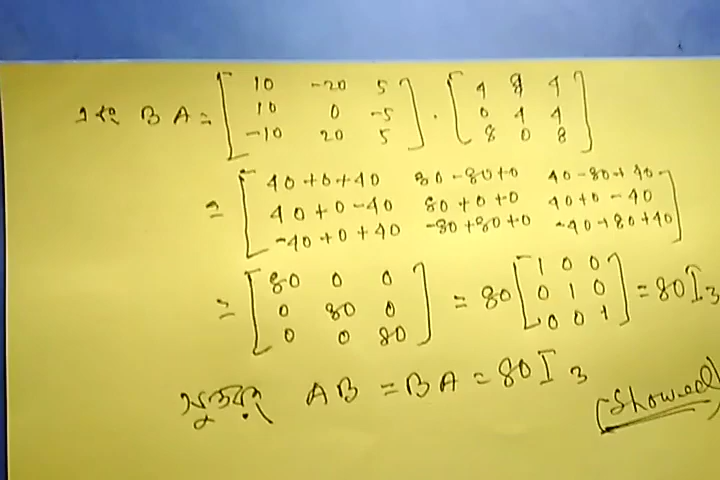 এবং BA = [10 -20 5] . [4 8 4]
[10 0 -5] [0 4 4]
[-10 20 5] [8 0 8]
= [40+0+40 80-80+0 40-80+40]
[40+0-40 80+0+0 40+0-40]
[-40+0+40 -80+80+0 -40+80+40]
= [80 0 0] = 80 [1 0 0] = 80I₃
[0 80 0] [0 1 0]
[0 0 80] [0 0 1]
সুতরাং AB = BA = 80I₃
(Showed)